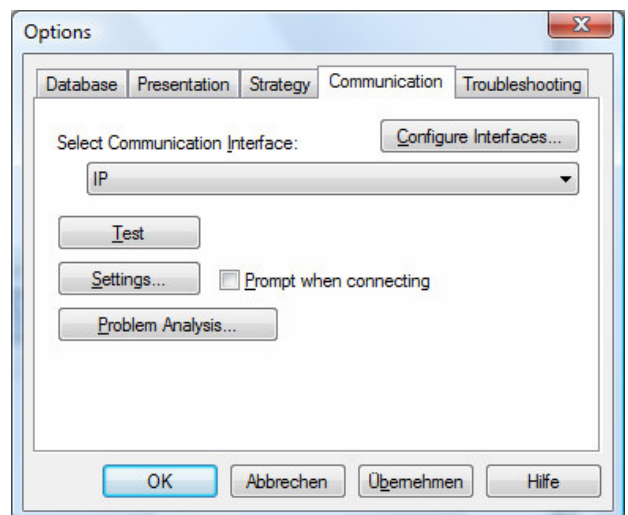 Options
Database Presentation Strategy Communication Troubleshooting
Select Communication Interface: Configure Interfaces...
IP
Test
Settings... Prompt when connecting
Problem Analysis...
OK Abbrechen Übernehmen Hilfe